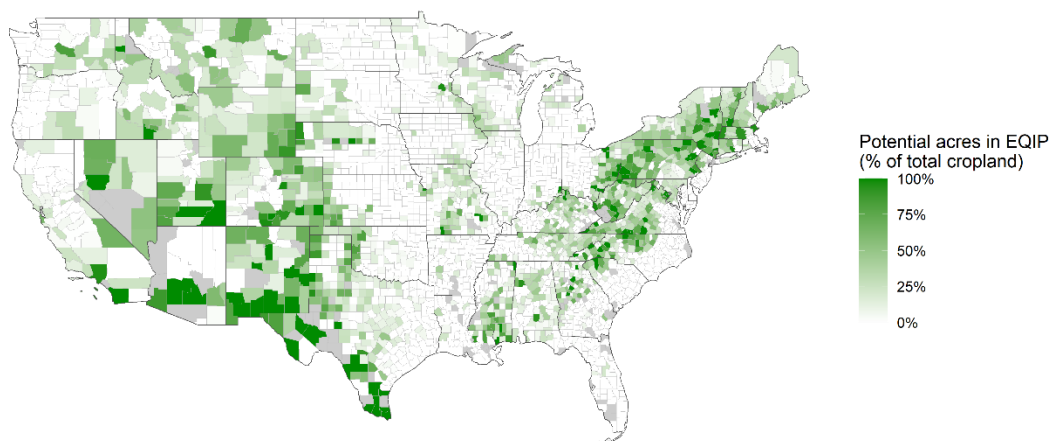 Potential acres in EQIP
(% of total cropland)
100%
75%
50%
25%
0%